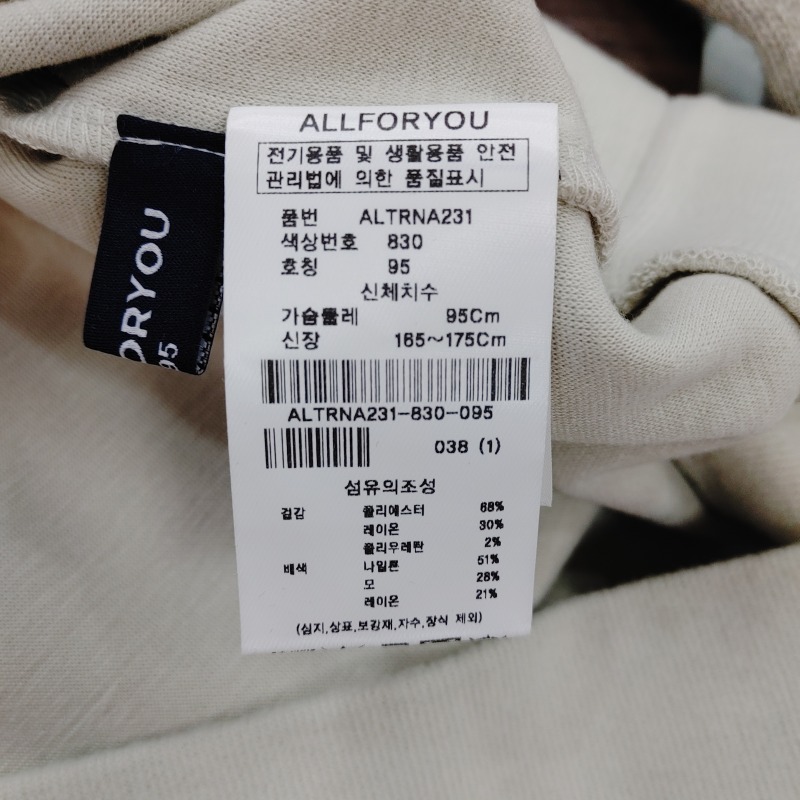 ALLFORYOU
전기용품 및 생활용품 안전
관리법에 의한 품질표시
품번 ALTRNA231
색상번호 830
호칭 95
신체치수
가슴둘레 95Cm
신장 165~175Cm
ALTRNA231-830-095
038 (1)
섬유의조성
겉감 폴리에스터 68%
레이온 30%
폴리우레탄 2%
배색 나일론 51%
모 28%
레이온 21%
(심지,상표,보강재,자수,장식 제외)
ORYOU
95